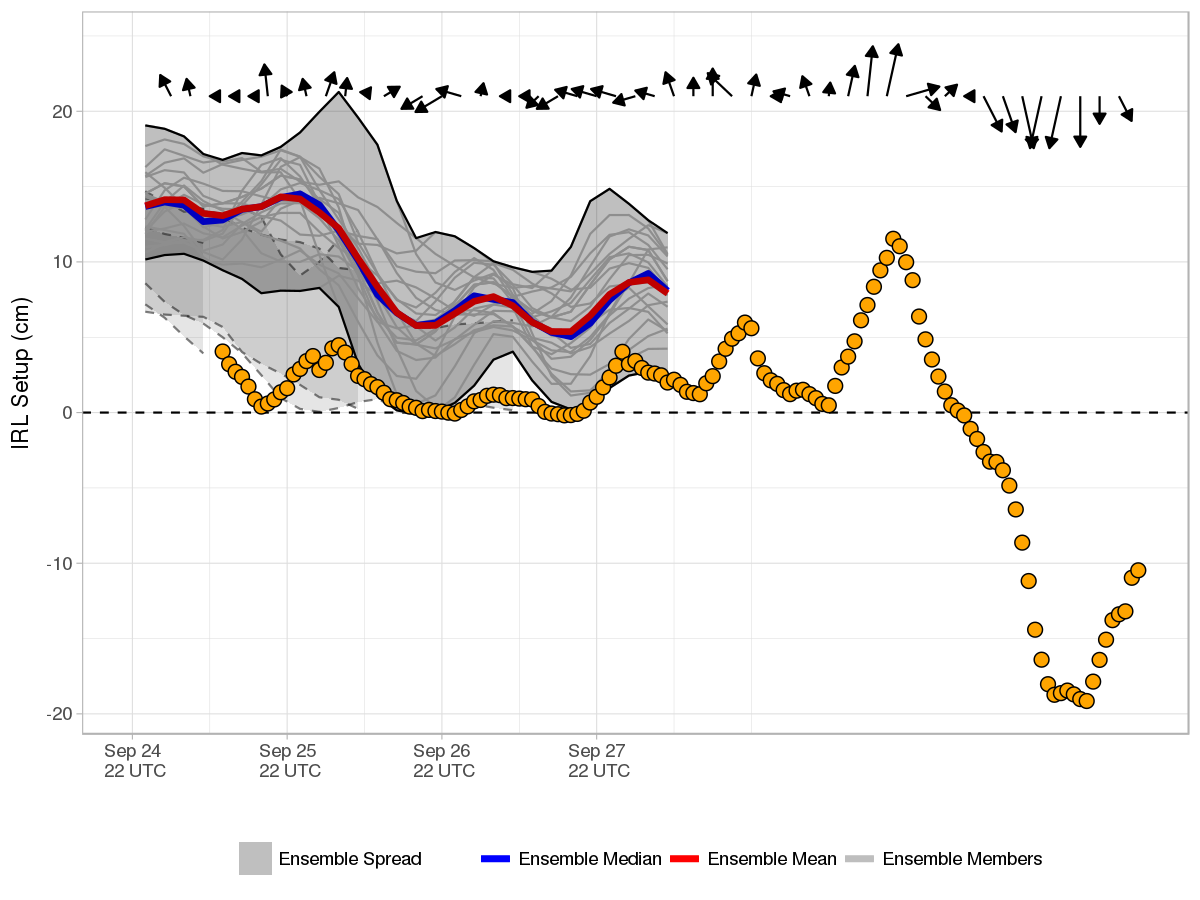 IRL Setup (cm)
20
10
0
-10
-20
Sep 24
22 UTC
Sep 25
22 UTC
Sep 26
22 UTC
Sep 27
22 UTC
Ensemble Spread
Ensemble Median
Ensemble Mean
Ensemble Members